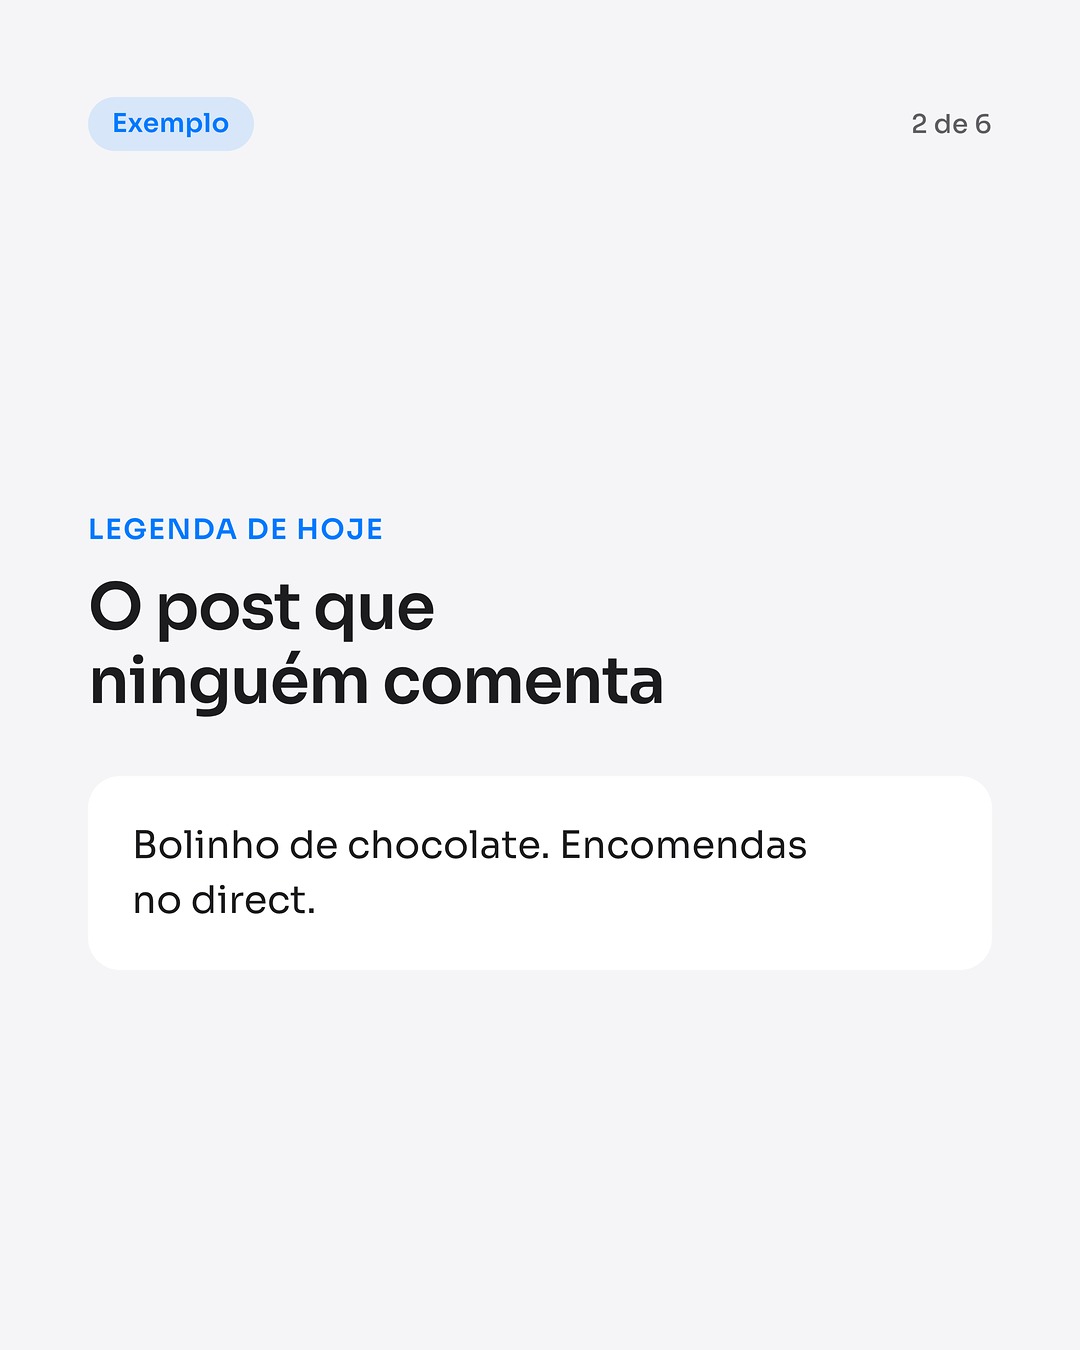 Exemplo
2 de 6
LEGENDA DE HOJE
O post que
ninguém comenta
Bolinho de chocolate. Encomendas
no direct.